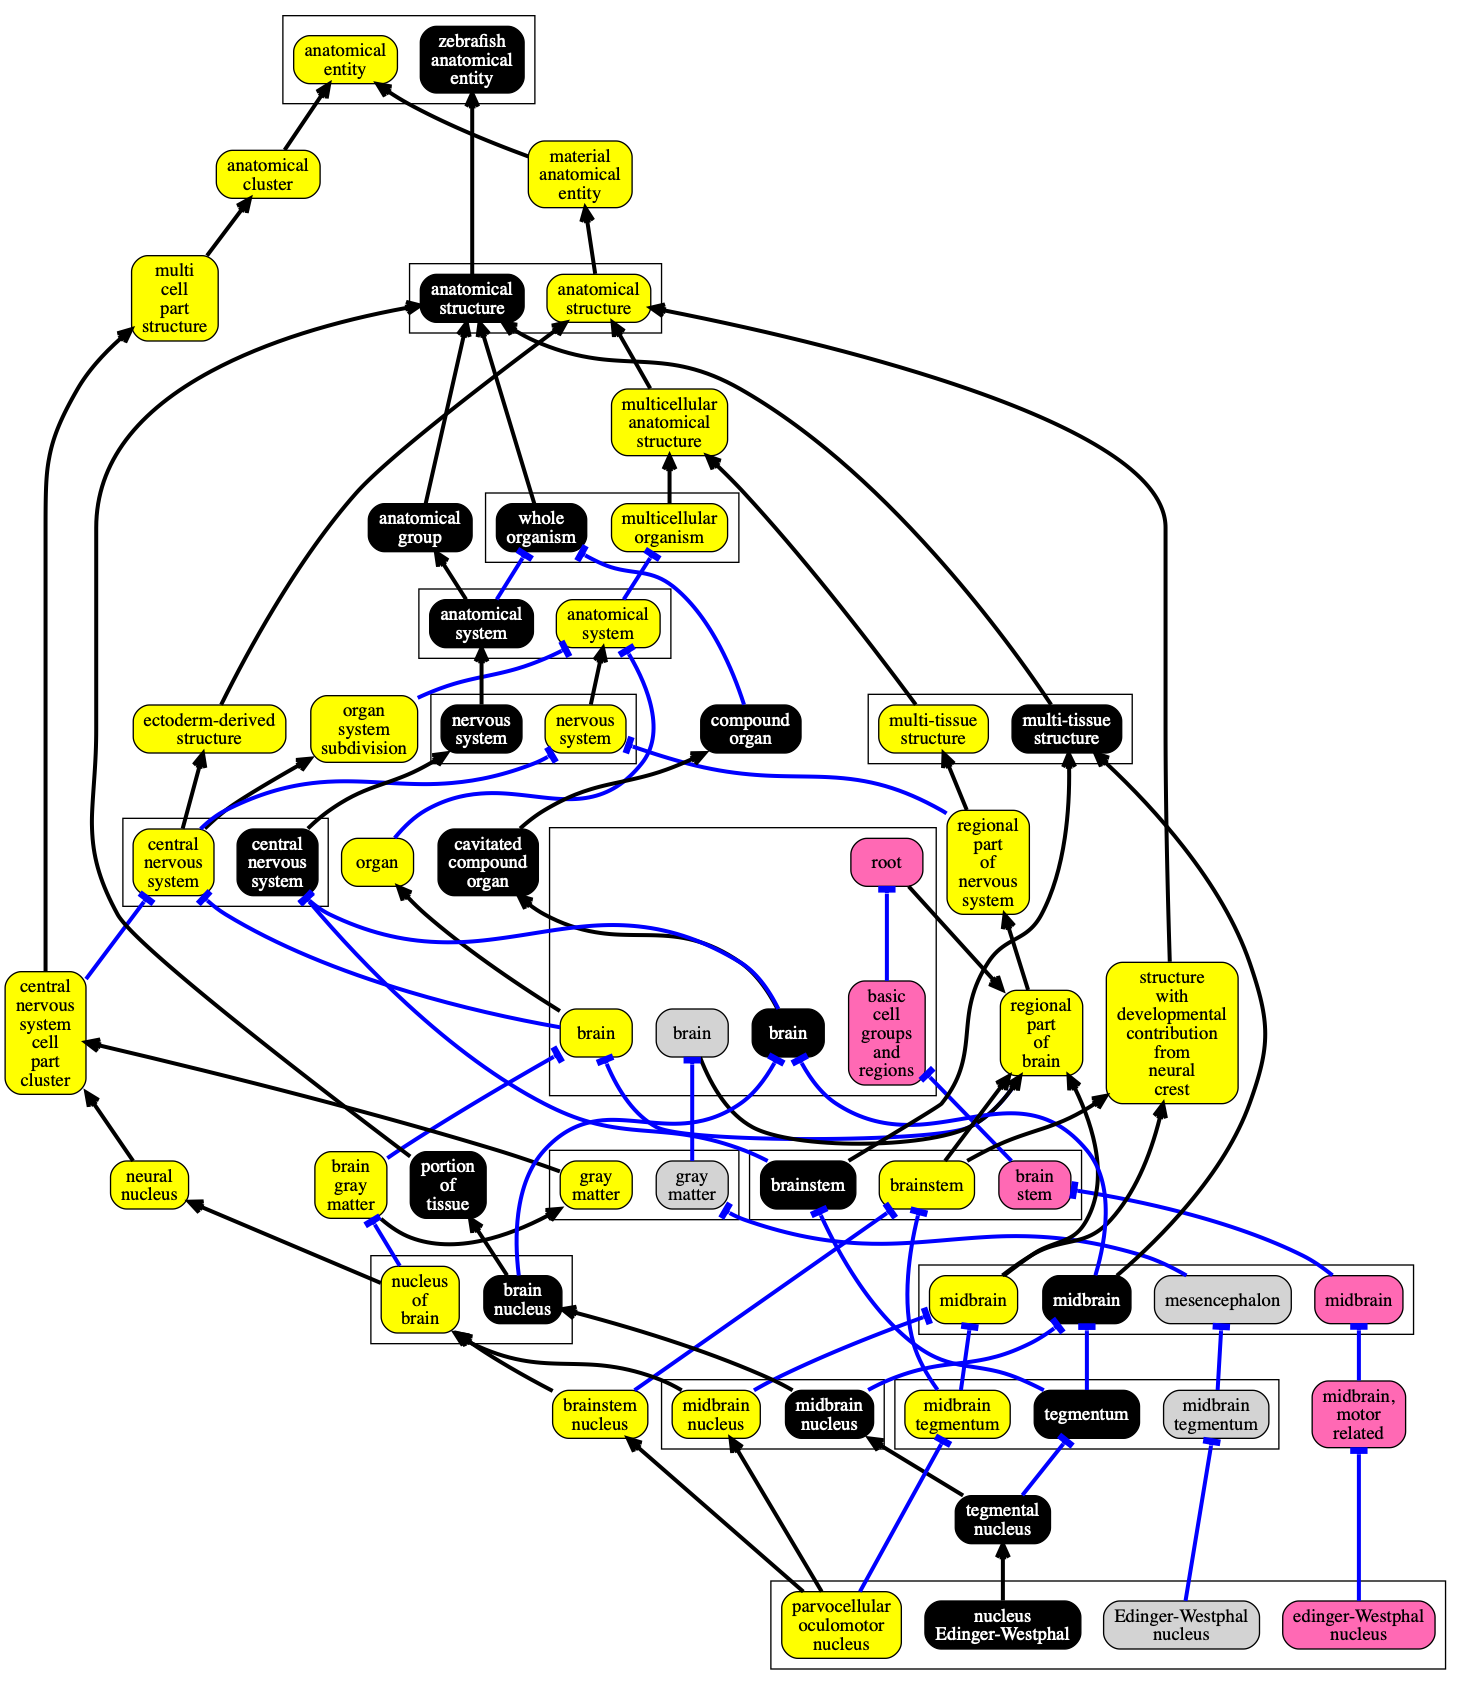 anatomical
entity
zebrafish
anatomical
entity
anatomical
cluster
material
anatomical
entity
multi
cell
part
structure
anatomical
structure
anatomical
structure
multicellular
anatomical
structure
anatomical
group
whole
organism
multicellular
organism
anatomical
system
anatomical
system
ectoderm-derived
structure
organ
system
subdivision
nervous
system
nervous
system
compound
organ
multi-tissue
structure
multi-tissue
structure
central
nervous
system
central
nervous
system
organ
cavitated
compound
organ
root
regional
part
of
nervous
system
central
nervous
system
cell
part
cluster
brain
brain
brain
basic
cell
groups
and
regions
regional
part
of
brain
structure
with
developmental
contribution
from
neural
crest
neural
nucleus
brain
gray
matter
portion
of
tissue
gray
matter
gray
matter
brainstem
brainstem
brain
stem
nucleus
of
brain
brain
nucleus
midbrain
midbrain
mesencephalon
midbrain
brainstem
nucleus
midbrain
nucleus
midbrain
nucleus
midbrain
tegmentum
tegmentum
midbrain
tegmentum
midbrain,
motor
related
tegmental
nucleus
parvocellular
oculomotor
nucleus
nucleus
Edinger-Westphal
Edinger-Westphal
nucleus
edinger-Westphal
nucleus